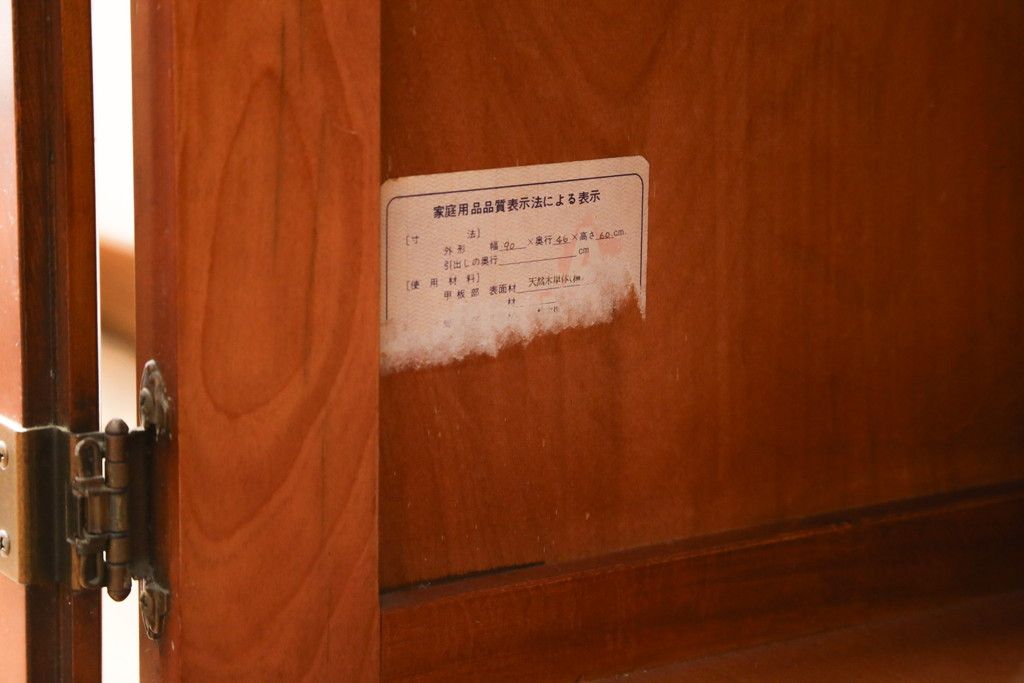 家庭用品品質表示法による表示
[寸 法]
外形 幅 90 ×奥行 46 ×高さ 60 cm
引出しの奥行 cm
[使用材料]
甲板部 表面材 天然木単体
材